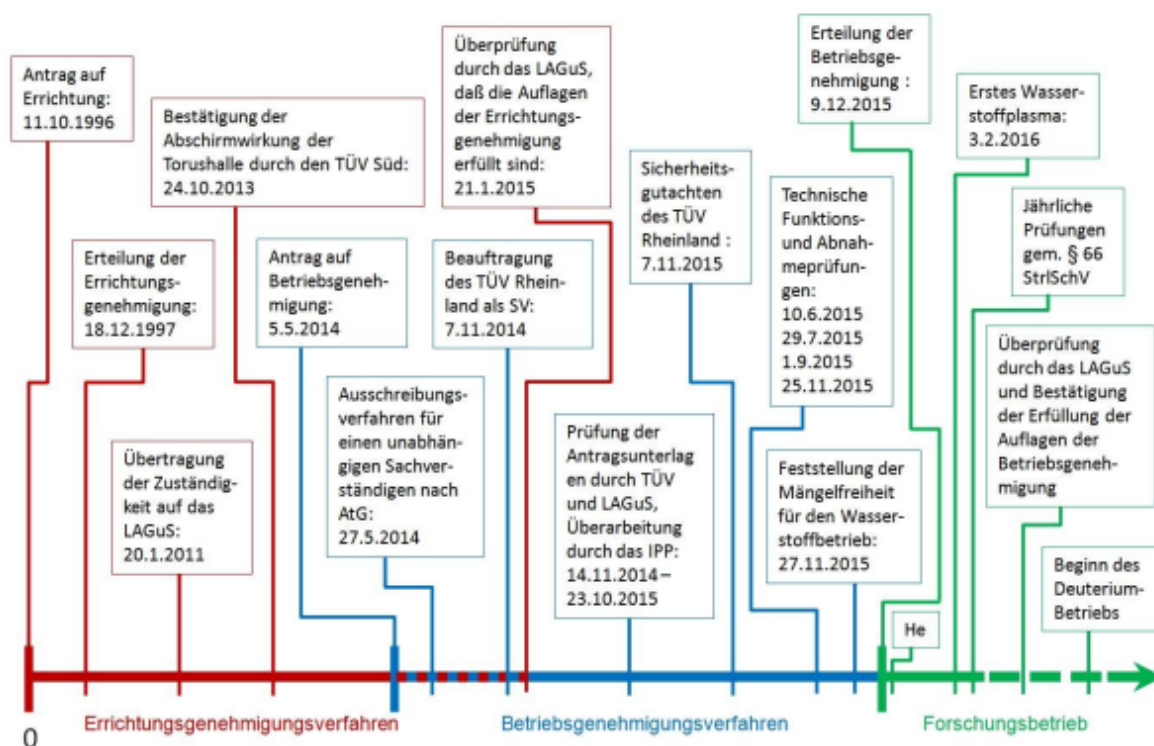 Antrag auf
Errichtung:
11.10.1996
Bestätigung der
Abschirmwirkung der
Torushalle durch den TÜV Süd:
24.10.2013
Überprüfung
durch das LAGuS,
daß die Auflagen
der Errichtungs-
genehmigung
erfüllt sind:
21.1.2015
Erteilung der
Betriebsge-
nehmigung :
9.12.2015
Erstes Wasser-
stoffplasma:
3.2.2016
Sicherheits-
gutachten
des TÜV
Rheinland :
7.11.2015
Technische
Funktions-
und Abnah-
meprüfun-
gen:
10.6.2015
29.7.2015
1.9.2015
25.11.2015
Jährliche
Prüfungen
gem. § 66
StrlSchV
Erteilung der
Errichtungs-
genehmigung:
18.12.1997
Antrag auf
Betriebsgeneh-
migung:
5.5.2014
Beauftragung
des TÜV Rhein-
land als SV:
7.11.2014
Überprüfung
durch das LAGuS
und Bestätigung
der Erfüllung der
Auflagen der
Betriebsgeneh-
migung
Übertragung
der Zuständig-
keit auf das
LAGuS:
20.1.2011
Ausschreibungs-
verfahren für
einen unabhän-
gigen Sachver-
ständigen nach
AtG:
27.5.2014
Prüfung der
Antragsunterlag
en durch TÜV
und LAGuS,
Überarbeitung
durch das IPP:
14.11.2014 –
23.10.2015
Feststellung der
Mängelfreiheit
für den Wasser-
stoffbetrieb:
27.11.2015
He
Beginn des
Deuterium-
Betriebs
0
Errichtungsgenehmigungsverfahren
Betriebsgenehmigungsverfahren
Forschungsbetrieb